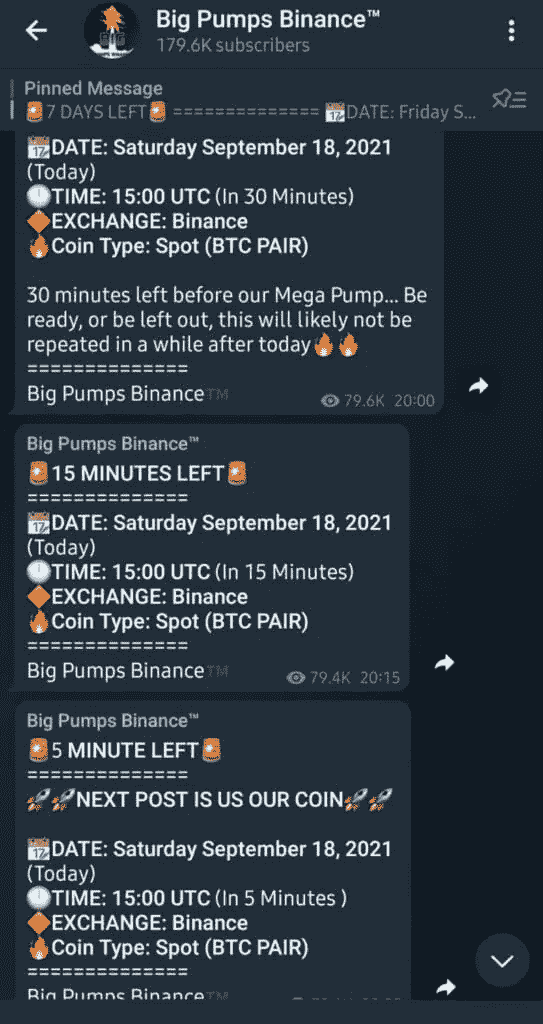 Big Pumps Binance™
179.6K subscribers
Pinned Message
🚨7 DAYS LEFT🚨 ============== 📅DATE: Friday S...
📅DATE: Saturday September 18, 2021
(Today)
🕛TIME: 15:00 UTC (In 30 Minutes)
🔶EXCHANGE: Binance
🔥Coin Type: Spot (BTC PAIR)
30 minutes left before our Mega Pump... Be
ready, or be left out, this will likely not be
repeated in a while after today🔥🔥
==============
Big Pumps Binance™
79.6K 20:00
Big Pumps Binance™
🚨15 MINUTES LEFT🚨
==============
📅DATE: Saturday September 18, 2021
(Today)
🕛TIME: 15:00 UTC (In 15 Minutes)
🔶EXCHANGE: Binance
🔥Coin Type: Spot (BTC PAIR)
==============
Big Pumps Binance™
79.4K 20:15
Big Pumps Binance™
🚨5 MINUTE LEFT🚨
==============
🚀🚀NEXT POST IS US OUR COIN🚀🚀
📅DATE: Saturday September 18, 2021
(Today)
🕛TIME: 15:00 UTC (In 5 Minutes )
🔶EXCHANGE: Binance
🔥Coin Type: Spot (BTC PAIR)
==============
Big Pumps Binance™